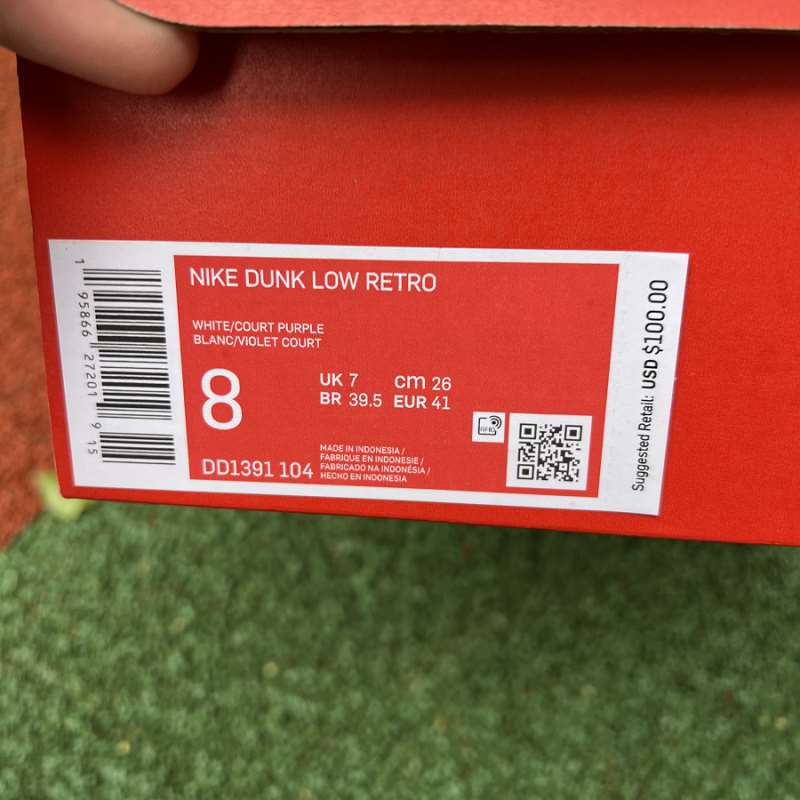 NIKE DUNK LOW RETRO
WHITE/COURT PURPLE
BLANC/VIOLET COURT
8
UK 7 cm 26
BR 39.5 EUR 41
DD1391 104
MADE IN INDONESIA /
FABRIQUE EN INDONESIE /
FABRICADO NA INDONÉSIA /
HECHO EN INDONESIA
RFID
1 95866 27201 9 15
Suggested Retail: USD $100.00